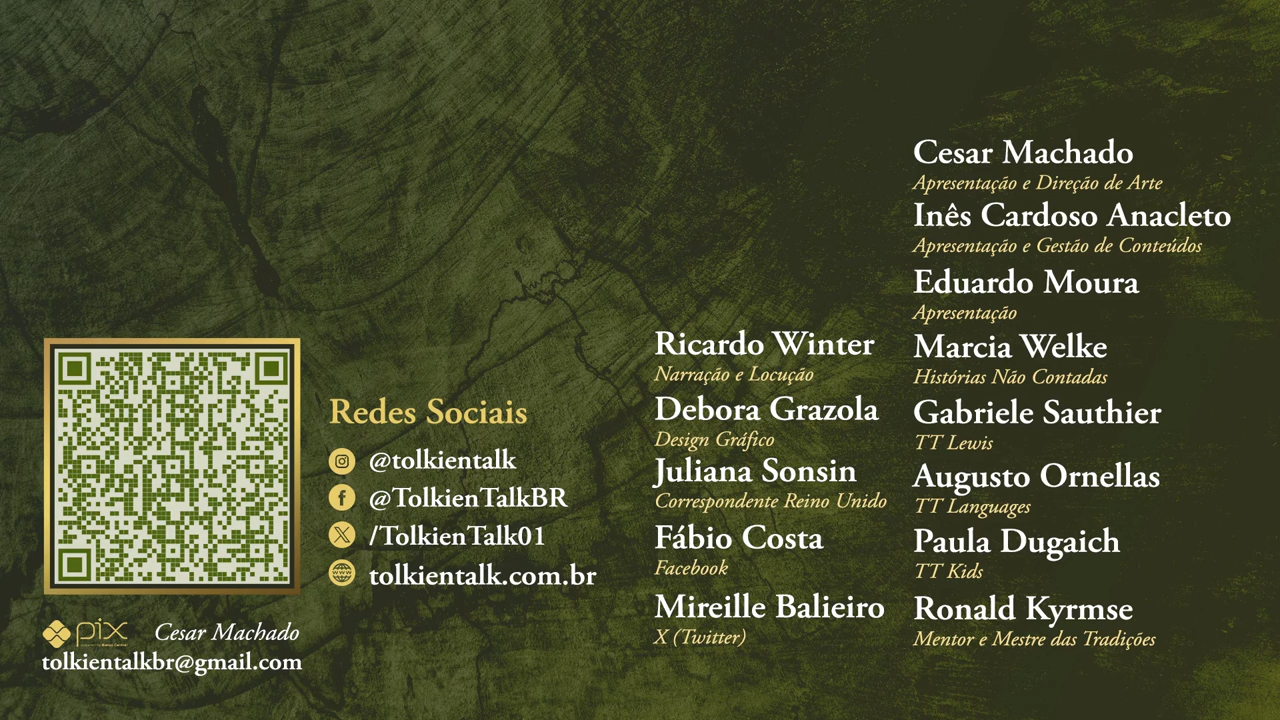 pix
Cesar Machado
tolkientalkbr@gmail.com
Redes Sociais
@tolkientalk
@TolkienTalkBR
/TolkienTalk01
tolkientalk.com.br
Ricardo Winter
Narração e Locução
Debora Grazola
Design Gráfico
Juliana Sonsin
Correspondente Reino Unido
Fábio Costa
Facebook
Mireille Balieiro
X (Twitter)
Cesar Machado
Apresentação e Direção de Arte
Inês Cardoso Anacleto
Apresentação e Gestão de Conteúdos
Eduardo Moura
Apresentação
Marcia Welke
Histórias Não Contadas
Gabriele Sauthier
TT Lewis
Augusto Ornellas
TT Languages
Paula Dugaich
TT Kids
Ronald Kyrmse
Mentor e Mestre das Tradições